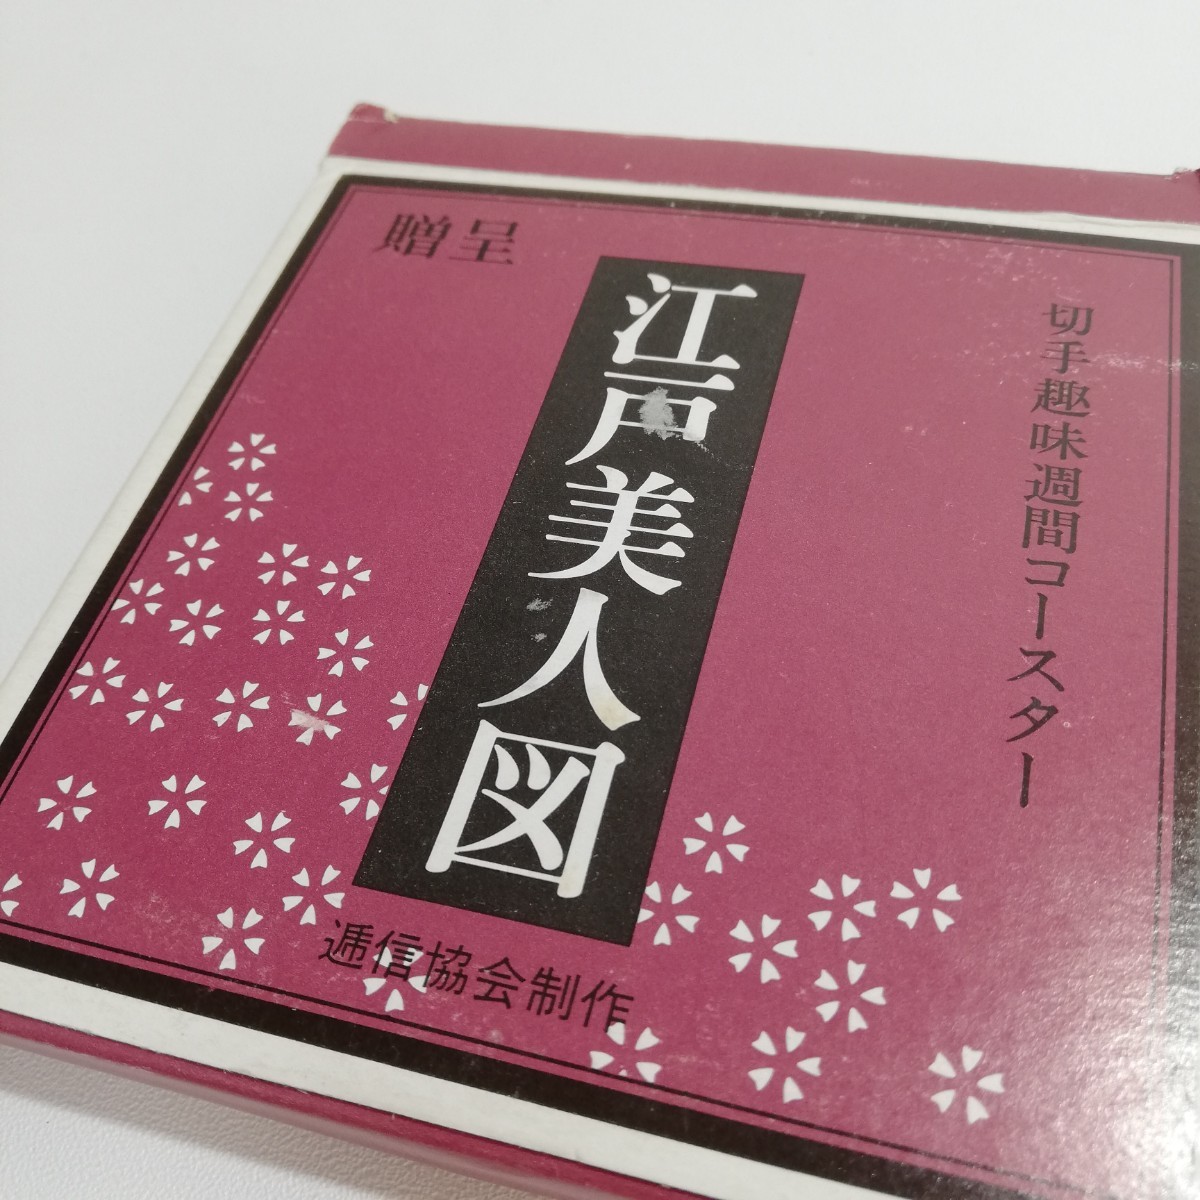 切手趣味週間コースター
江戸美人図
贈呈
逓信協会制作